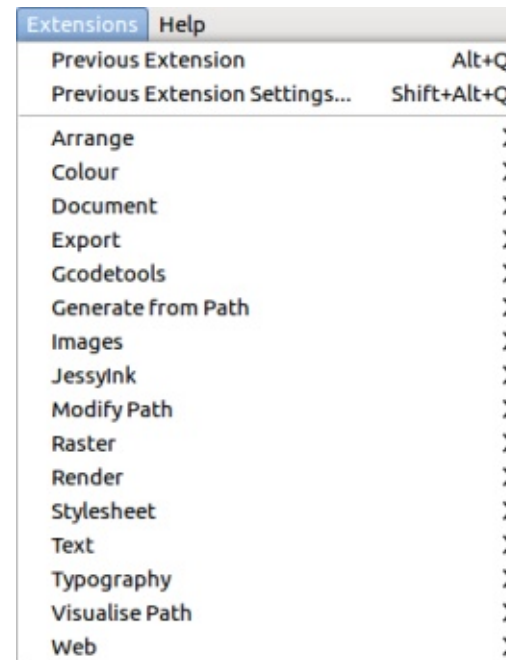 Extensions Help
Previous Extension Alt+Q
Previous Extension Settings... Shift+Alt+Q
Arrange
Colour
Document
Export
Gcodetools
Generate from Path
Images
JessyInk
Modify Path
Raster
Render
Stylesheet
Text
Typography
Visualise Path
Web